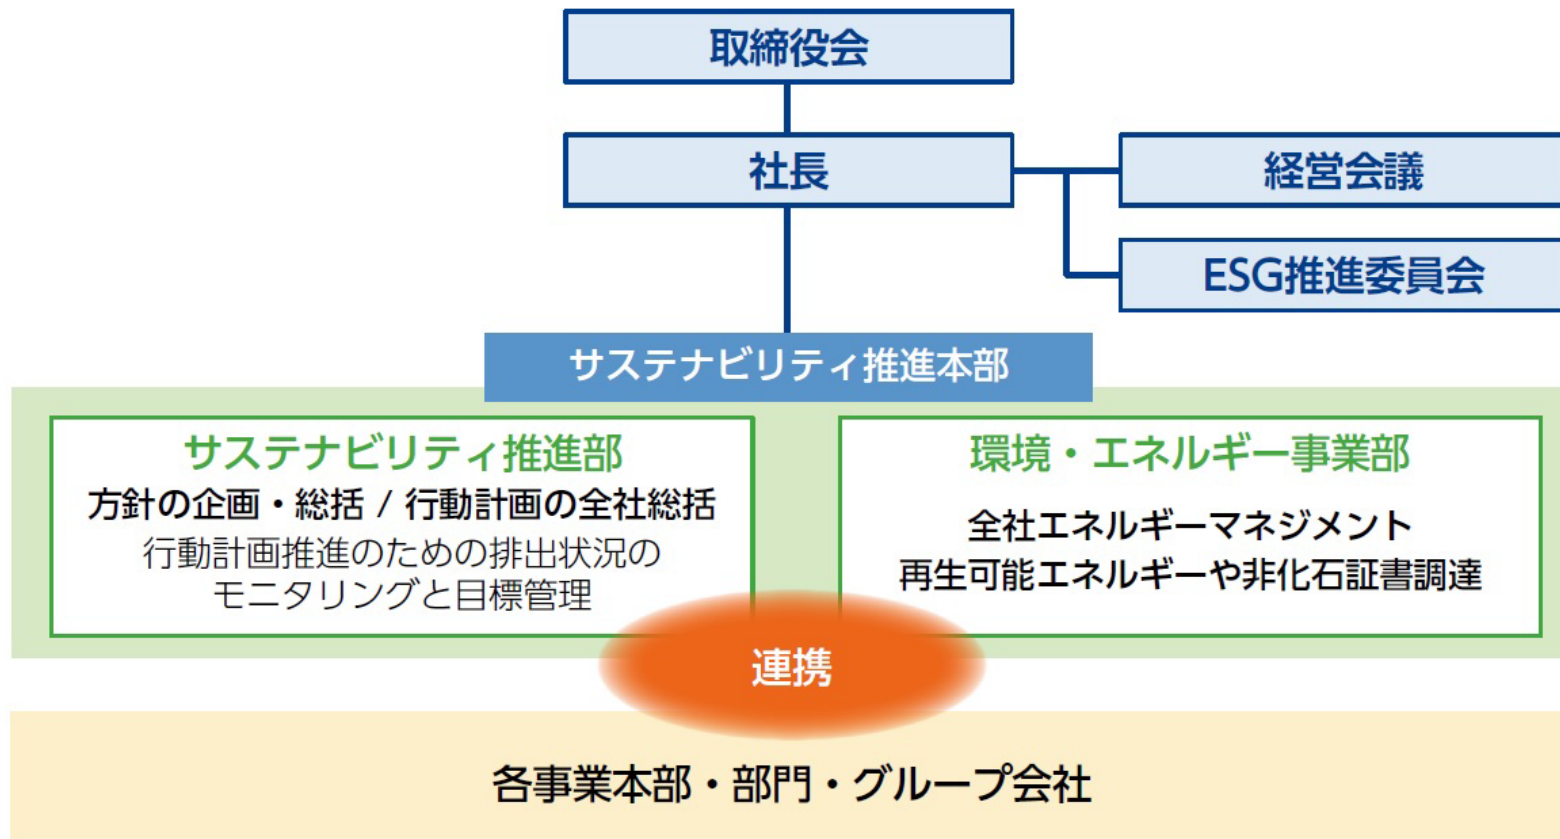 取締役会
社長
経営会議
ESG推進委員会
サステナビリティ推進本部
サステナビリティ推進部
方針の企画・総括 / 行動計画の全社総括
行動計画推進のための排出状況の
モニタリングと目標管理
環境・エネルギー事業部
全社エネルギーマネジメント
再生可能エネルギーや非化石証書調達
連携
各事業本部・部門・グループ会社